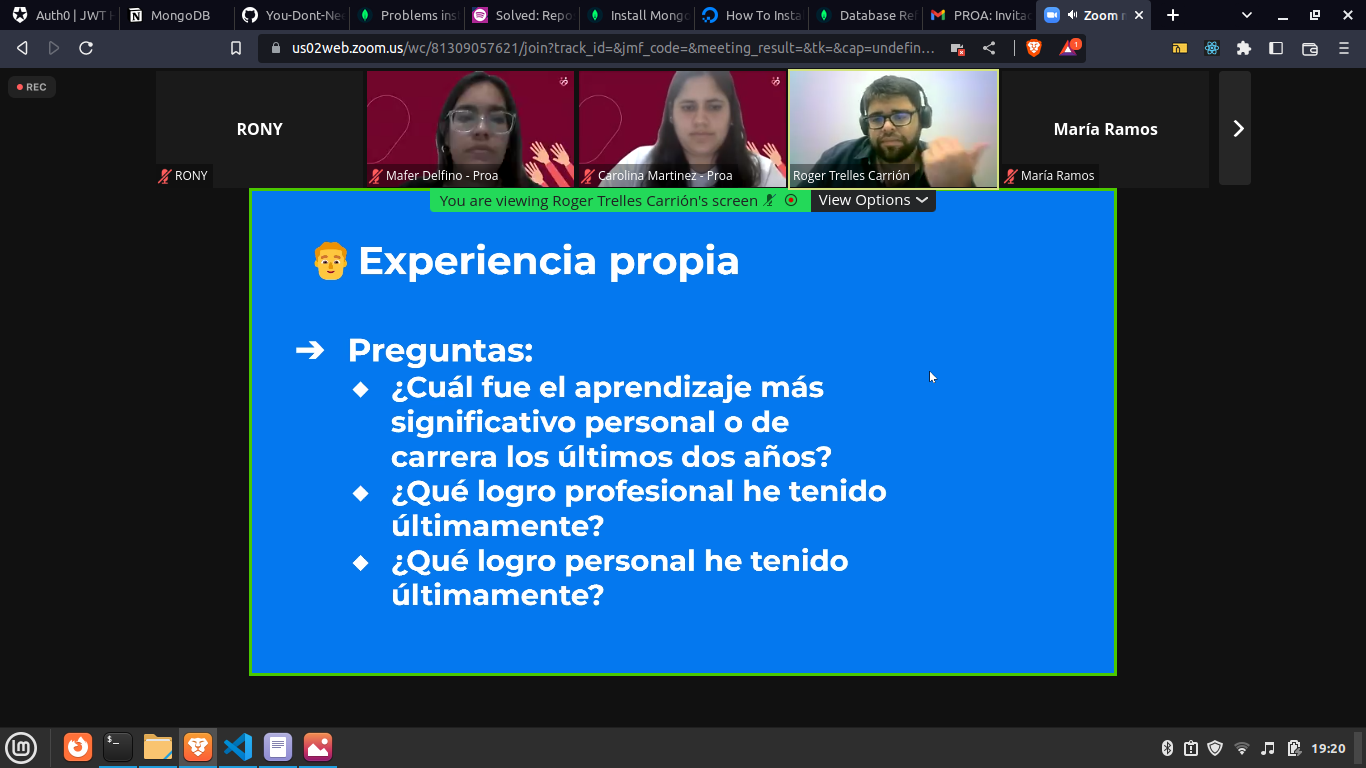 Auth0 | JWT H
MongoDB
You-Dont-Nee
Problems ins
Solved: Repo
Install Mongo
How To Insta
Database Ref
PROA: Invitac
Zoom m
us02web.zoom.us/wc/81309057621/join?track_id=&jmf_code=&meeting_result=&tk=&cap=undefin…
1
REC
RONY
María Ramos
RONY
Mafer Delfino - Proa
Carolina Martinez - Proa
Roger Trelles Carrión
María Ramos
You are viewing Roger Trelles Carrión's screen
View Options
Experiencia propia
➔ Preguntas:
◆ ¿Cuál fue el aprendizaje más
significativo personal o de
carrera los últimos dos años?
◆ ¿Qué logro profesional he tenido
últimamente?
◆ ¿Qué logro personal he tenido
últimamente?
19:20